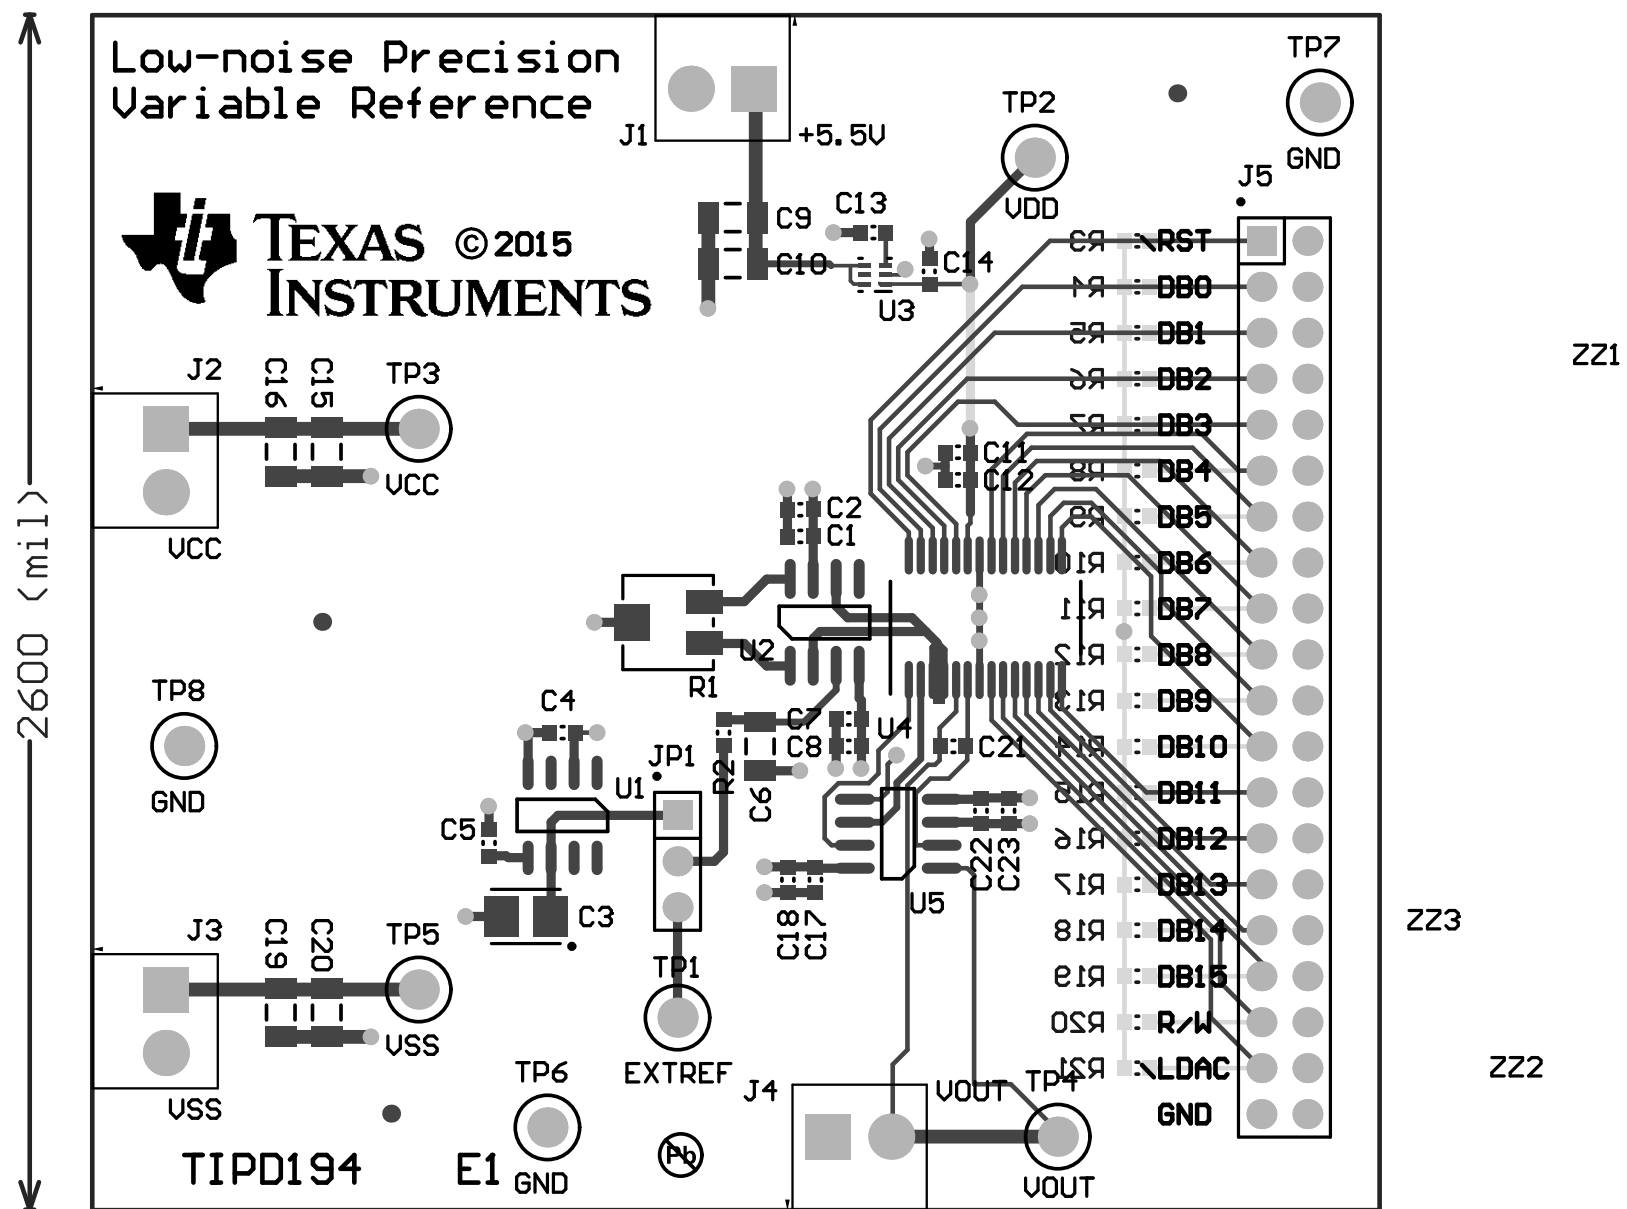 Low-noise Precision
Variable Reference
TEXAS
INSTRUMENTS
© 2015
J1
+5.5V
TP2
VDD
TP7
GND
J5
C9
C10
C13
C14
U3
R3
\RST
R4
DB0
R5
DB1
R6
DB2
R7
DB3
R8
DB4
R9
DB5
R10
DB6
R11
DB7
R12
DB8
R13
DB9
R14
DB10
R15
DB11
R16
DB12
R17
DB13
R18
DB14
R19
DB15
R20
R/W
R21
\LDAC
GND
ZZ1
J2
C16
C15
TP3
VCC
VCC
2600 (mil)
C11
C12
C2
C1
U2
R1
TP8
GND
C4
JP1
U1
C5
C3
R2
C6
C7
C8
U4
C21
C22
C23
U5
C18
C17
ZZ3
J3
C19
C20
TP5
VSS
VSS
TP1
EXTREF
TP6
GND
J4
VOUT
TP4
VOUT
ZZ2
TIPD194
E1
Pb